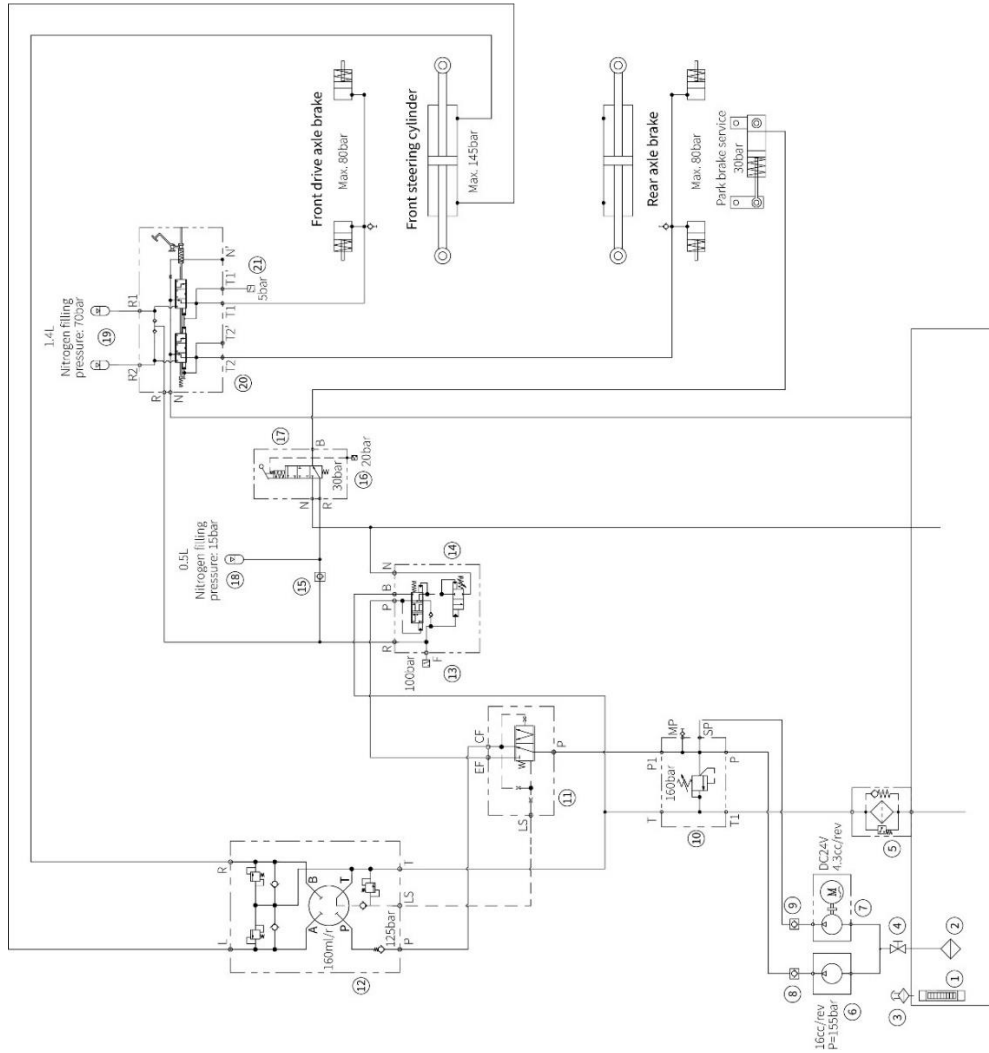 1.4L
Nitrogen filling
pressure: 70bar
19
R2
R1
R
N
T2
T2'
T1
T1'
N'
20
21
5bar
Front drive axle brake
Max. 80bar
Front steering cylinder
Max. 145bar
Rear axle brake
Max. 80bar
Park brake service
30bar
0.5L
Nitrogen filling
pressure: 15bar
18
15
17
N
R
B
30bar
16
20bar
14
R
P
B
N
100bar
F
13
EF
CF
LS
P
11
L
R
A
B
P
T
160ml/r
125bar
P
LS
T
12
T
P1
MP
160bar
SP
T1
P
10
5
8
9
DC24V
4.3cc/rev
M
7
16cc/rev
P=155bar
6
4
2
3
1